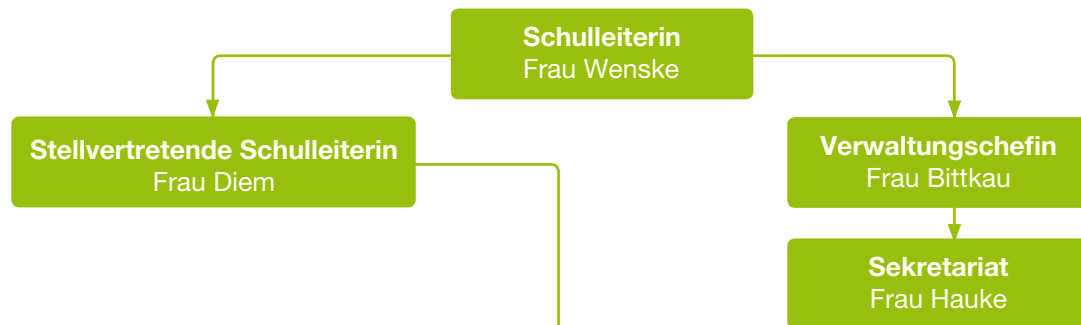 Schulleiterin
Frau Wenske
Stellvertretende Schulleiterin
Frau Diem
Verwaltungschefin
Frau Bittkau
Sekretariat
Frau Hauke